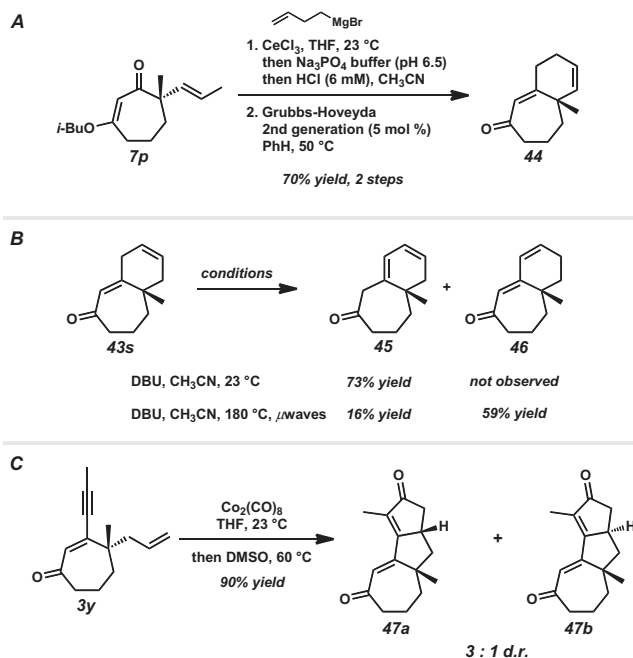 A
MgBr
1. CeCl3, THF, 23 °C
then Na3PO4 buffer (pH 6.5)
then HCl (6 mM), CH3CN
2. Grubbs-Hoveyda
2nd generation (5 mol %)
PhH, 50 °C
70% yield, 2 steps
O
i-BuO
7p
O
44
B
O
43s
conditions
O
45
+
O
46
DBU, CH3CN, 23 °C 73% yield not observed
DBU, CH3CN, 180 °C, μwaves 16% yield 59% yield
C
O
3y
Co2(CO)8
THF, 23 °C
then DMSO, 60 °C
90% yield
O
H
O
47a
+
O
H
O
47b
3 : 1 d.r.